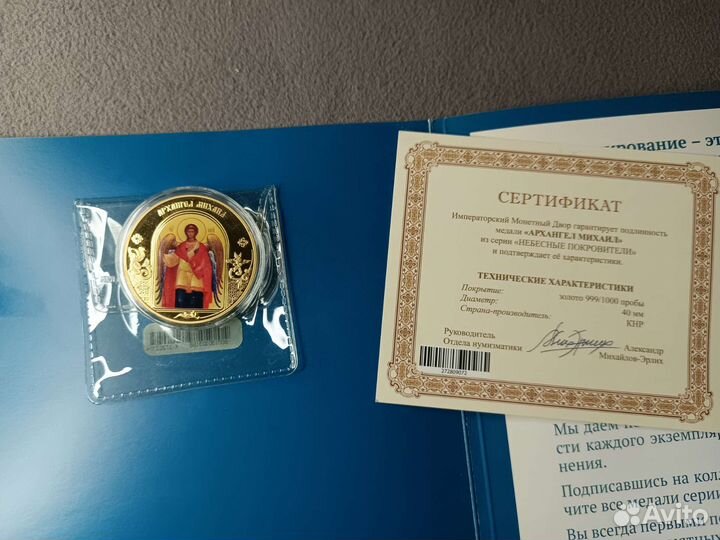 АРХАНГЕЛ МИХАИЛ
рование – эт
СЕРТИФИКАТ
Императорский Монетный Двор гарантирует подлинность
медали «АРХАНГЕЛ МИХАИЛ»
из серии «НЕБЕСНЫЕ ПОКРОВИТЕЛИ»
и подтверждает её характеристики.
ТЕХНИЧЕСКИЕ ХАРАКТЕРИСТИКИ
Покрытие: золото 999/1000 пробы
Диаметр: 40 мм
Страна-производитель: КНР
Руководитель
Отдела нумизматики
Александр
Михайлов-Эрлих
272809072
Мы даем
сти каждого экземпляр
нения.
Подписавшись на кол
чите все медали сери
Вы всегда первыми по
Avito